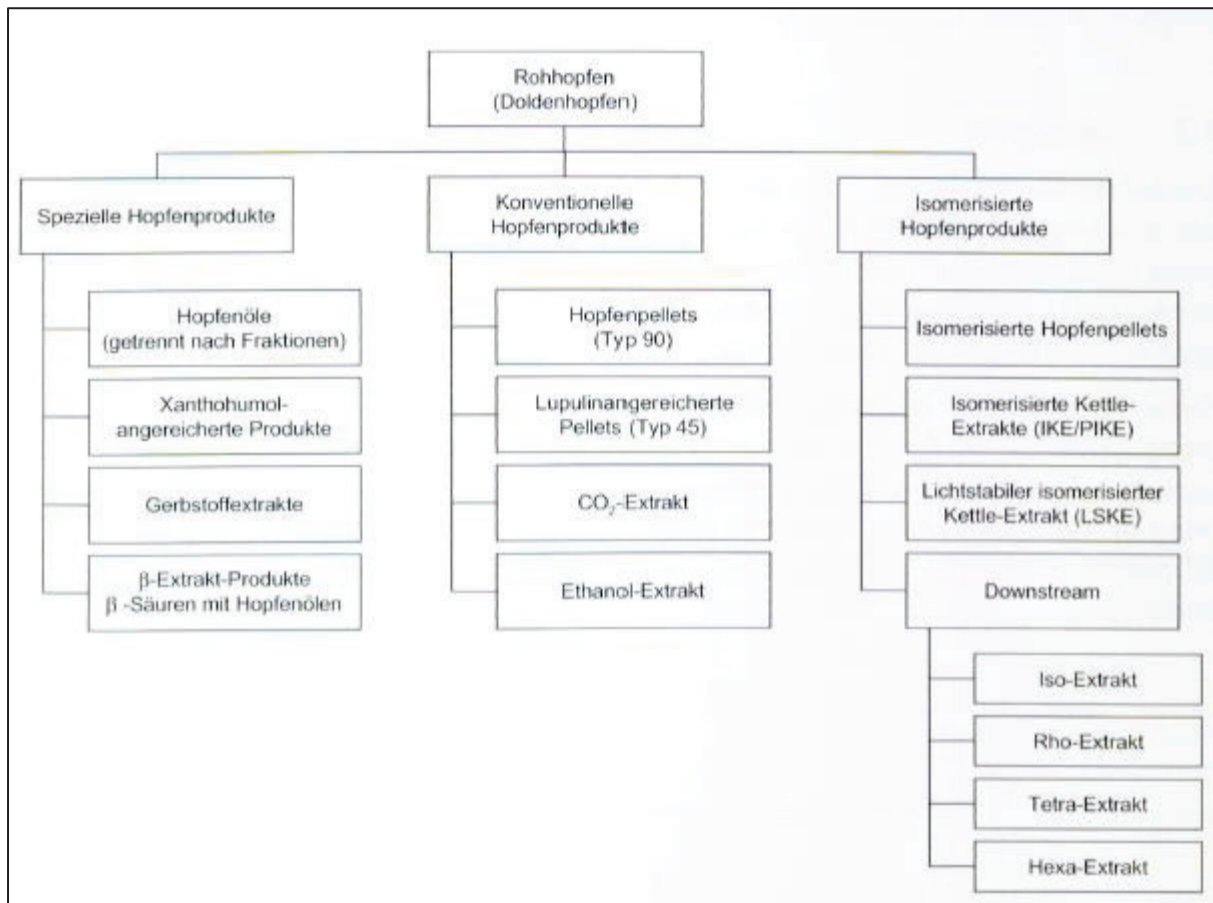 Rohhopfen
(Doldenhopfen)
Spezielle Hopfenprodukte
Konventionelle
Hopfenprodukte
Isomerisierte
Hopfenprodukte
Hopfenöle
(getrennt nach Fraktionen)
Xanthohumol-
angereicherte Produkte
Gerbstoffextrakte
β-Extrakt-Produkte
β -Säuren mit Hopfenölen
Hopfenpellets
(Typ 90)
Lupulinangereicherte
Pellets (Typ 45)
CO₂-Extrakt
Ethanol-Extrakt
Isomerisierte Hopfenpellets
Isomerisierte Kettle-
Extrakte (IKE/PIKE)
Lichtstabiler isomerisierter
Kettle-Extrakt (LSKE)
Downstream
Iso-Extrakt
Rho-Extrakt
Tetra-Extrakt
Hexa-Extrakt